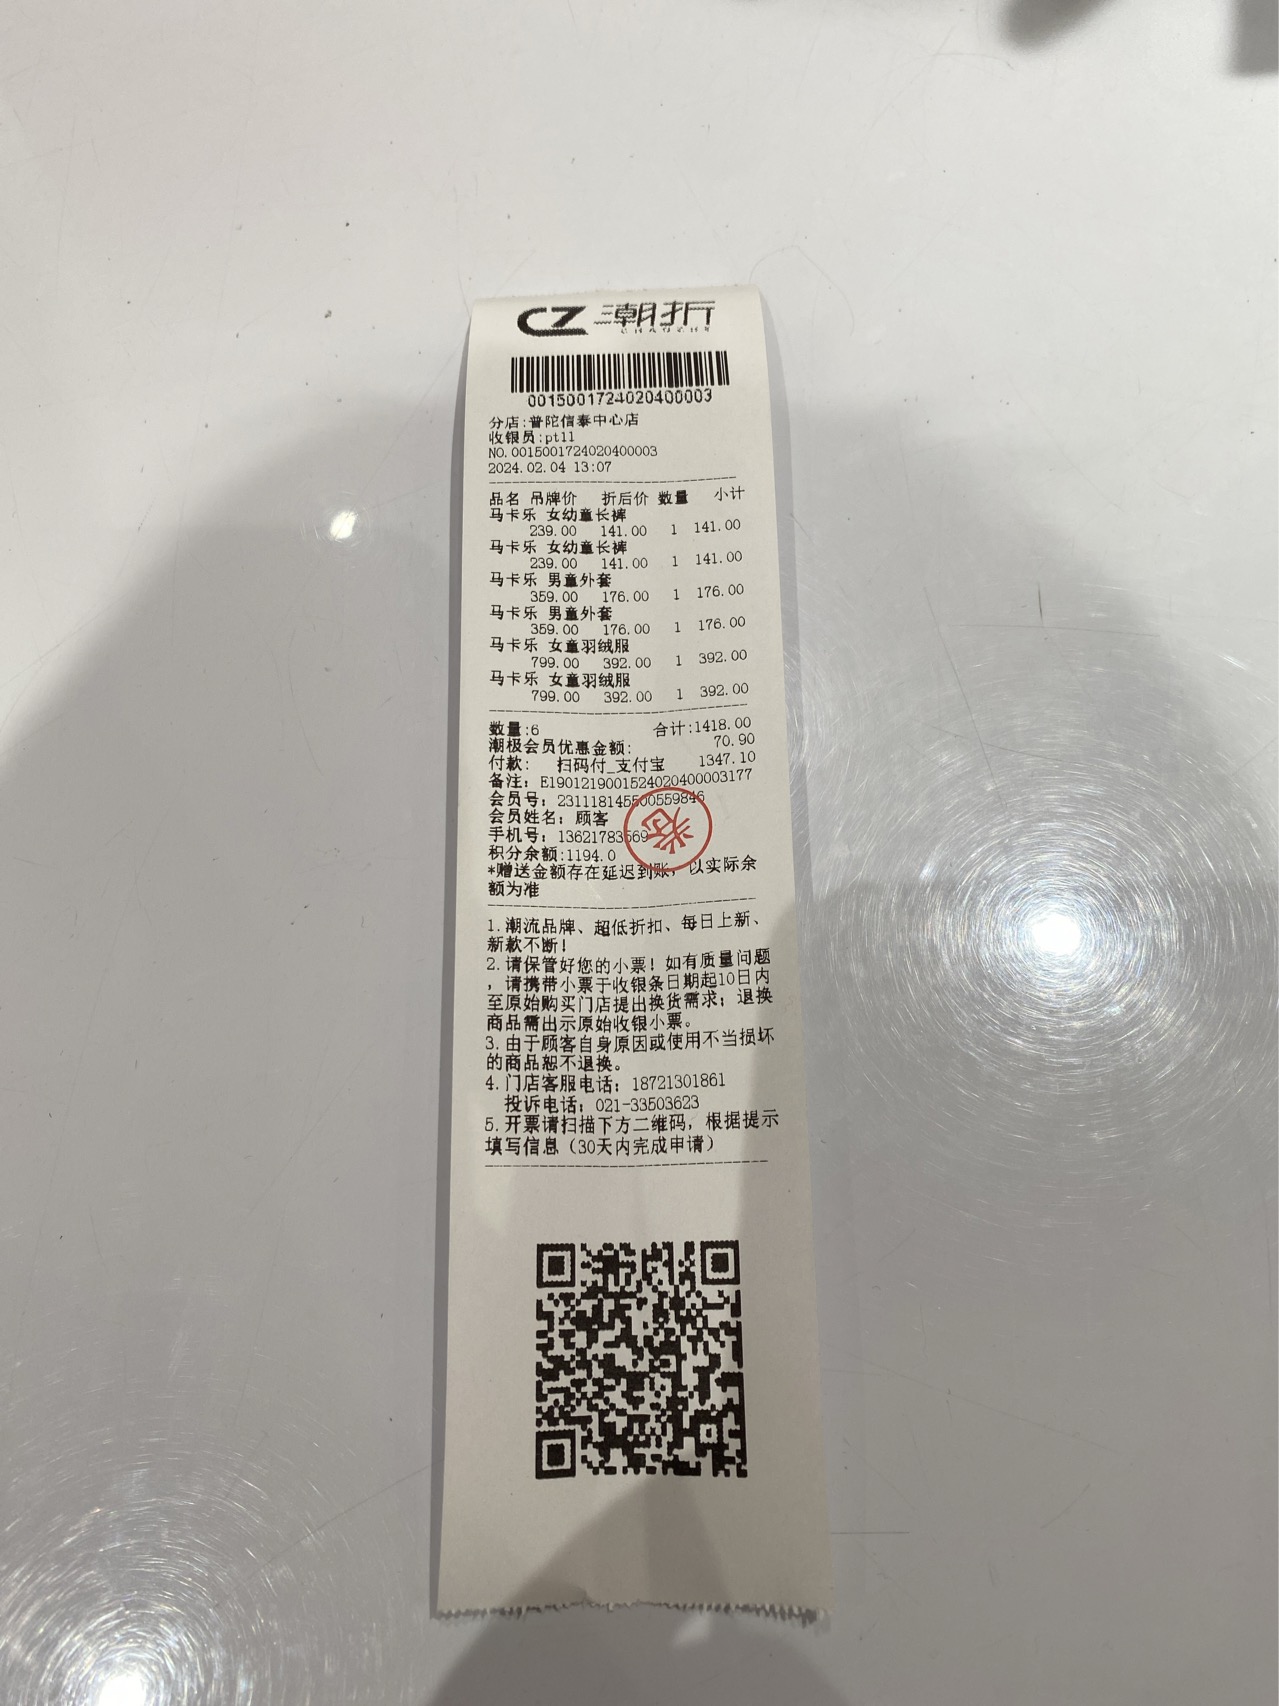 CZ 潮折
CHAOZHE
0015001724020400003
分店:普陀信泰中心店
收银员:pt11
NO.0015001724020400003
2024.02.04 13:07
品名 吊牌价 折后价 数量 小计
马卡乐 女幼童长裤
239.00 141.00 1 141.00
马卡乐 女幼童长裤
239.00 141.00 1 141.00
马卡乐 男童外套
359.00 176.00 1 176.00
马卡乐 男童外套
359.00 176.00 1 176.00
马卡乐 女童羽绒服
799.00 392.00 1 392.00
马卡乐 女童羽绒服
799.00 392.00 1 392.00
数量:6 合计:1418.00
潮极会员优惠金额: 70.90
付款: 扫码付_支付宝 1347.10
备注: E1901219001524020400003177
会员号: 231118145500559846
会员姓名: 顾客
手机号: 13621783569
积分余额:1194.0
*赠送金额存在延迟到账, 以实际余
额为准
1.潮流品牌、超低折扣、每日上新、
新款不断!
2.请保管好您的小票! 如有质量问题
, 请携带小票于收银条日期起10日内
至原始购买门店提出换货需求; 退换
商品需出示原始收银小票。
3.由于顾客自身原因或使用不当损坏
的商品恕不退换。
4.门店客服电话: 18721301861
投诉电话: 021-33503623
5.开票请扫描下方二维码, 根据提示
填写信息 (30天内完成申请)